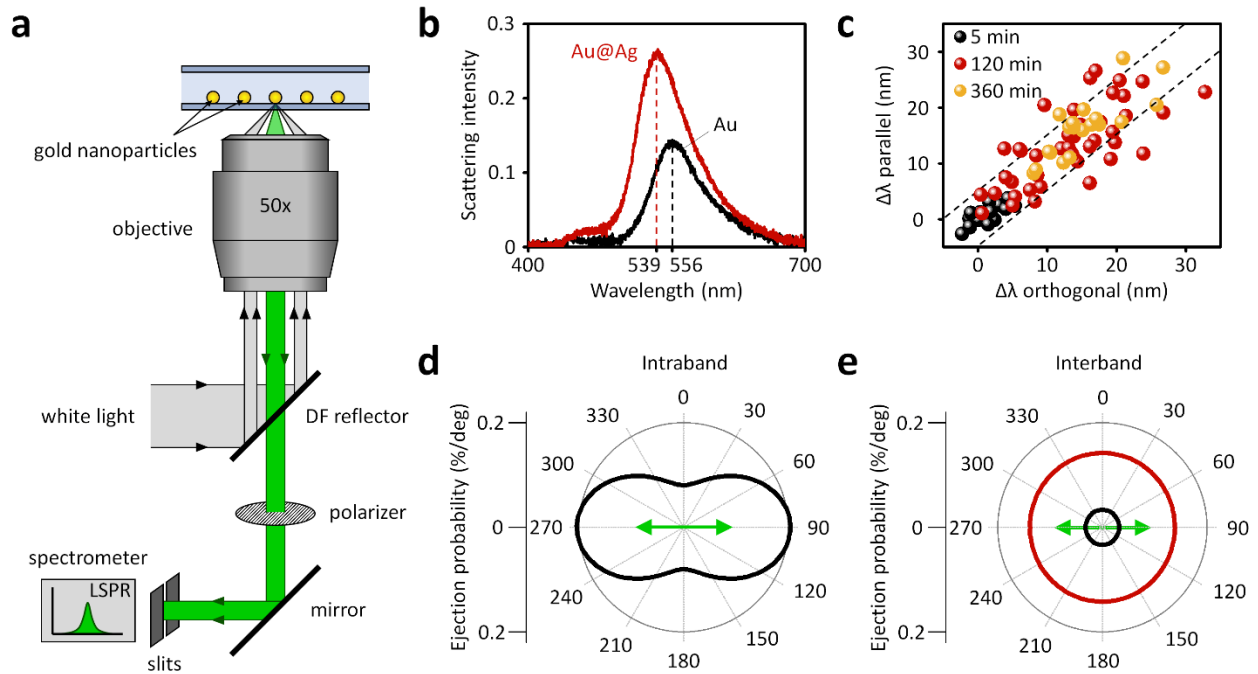 a
gold nanoparticles
50x
objective
white light
DF reflector
polarizer
spectrometer
LSPR
mirror
slits
b
Scattering intensity
0.3
0.2
0.1
0
Au@Ag
Au
400
539
556
700
Wavelength (nm)
c
Δλ parallel (nm)
30
20
10
0
5 min
120 min
360 min
0
10
20
30
Δλ orthogonal (nm)
d
Intraband
Ejection probability (%/deg)
0.2
0
0.2
0
30
60
90
120
150
180
210
240
270
300
330
e
Interband
Ejection probability (%/deg)
0.2
0
0.2
0
30
60
90
120
150
180
210
240
270
300
330